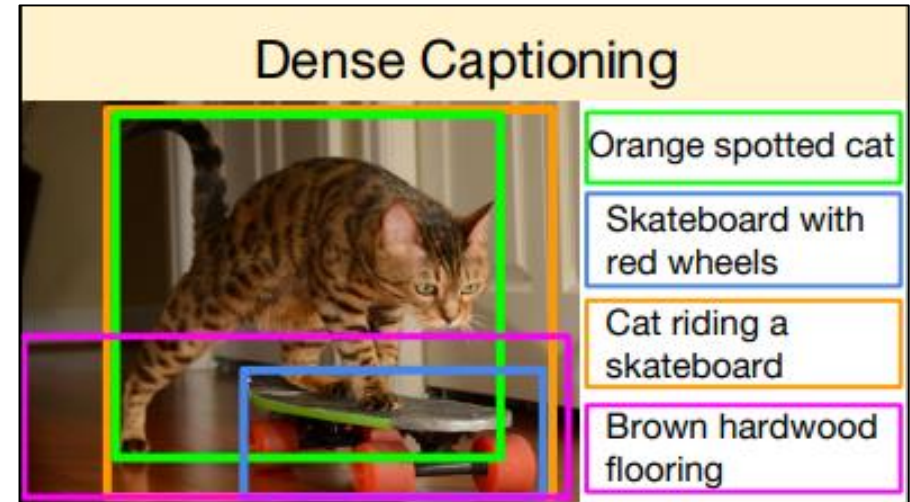 Dense Captioning
Orange spotted cat
Skateboard with
red wheels
Cat riding a
skateboard
Brown hardwood
flooring